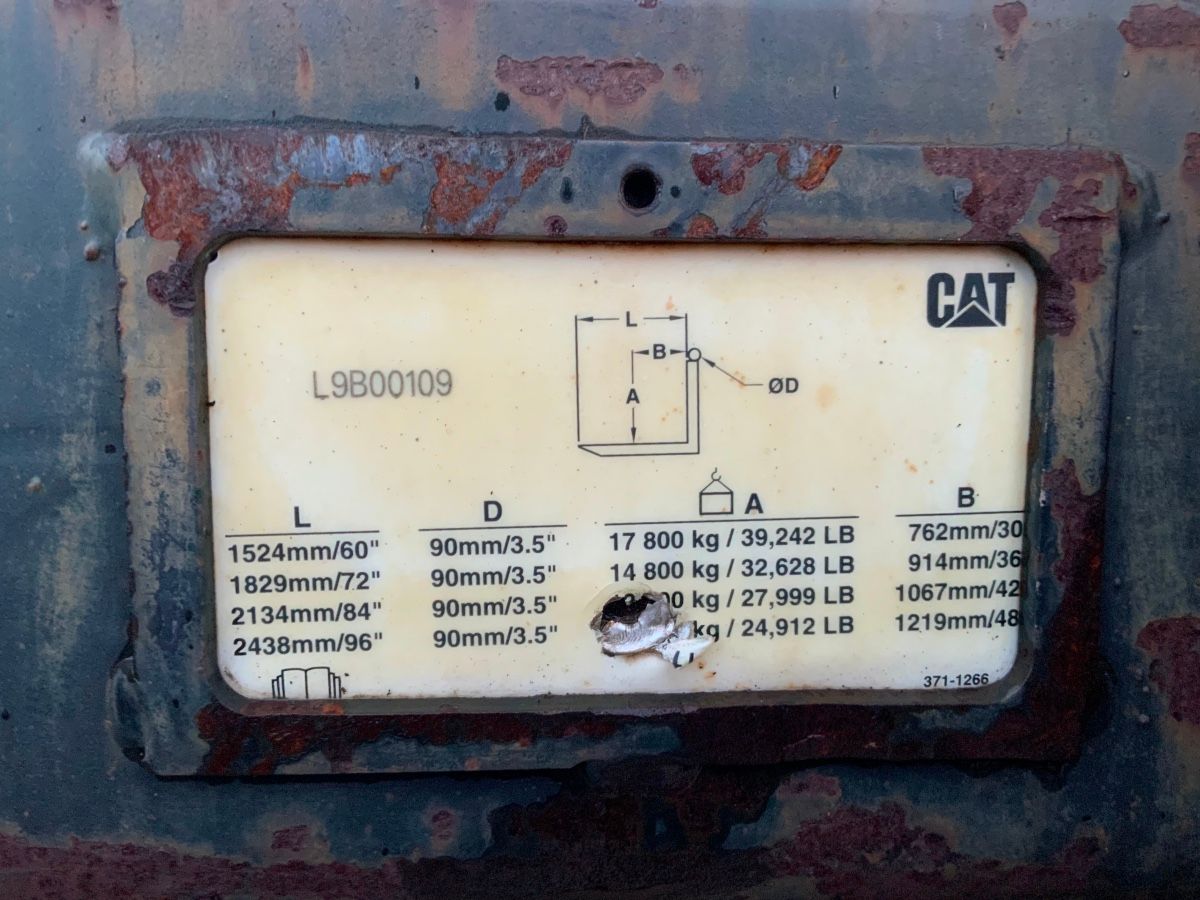 CAT
L
B
ØD
A
L9B00109
L D A B
1524mm/60" 90mm/3.5" 17 800 kg / 39,242 LB 762mm/30
1829mm/72" 90mm/3.5" 14 800 kg / 32,628 LB 914mm/36
2134mm/84" 90mm/3.5" 00 kg / 27,999 LB 1067mm/42
2438mm/96" 90mm/3.5" kg / 24,912 LB 1219mm/48
371-1266